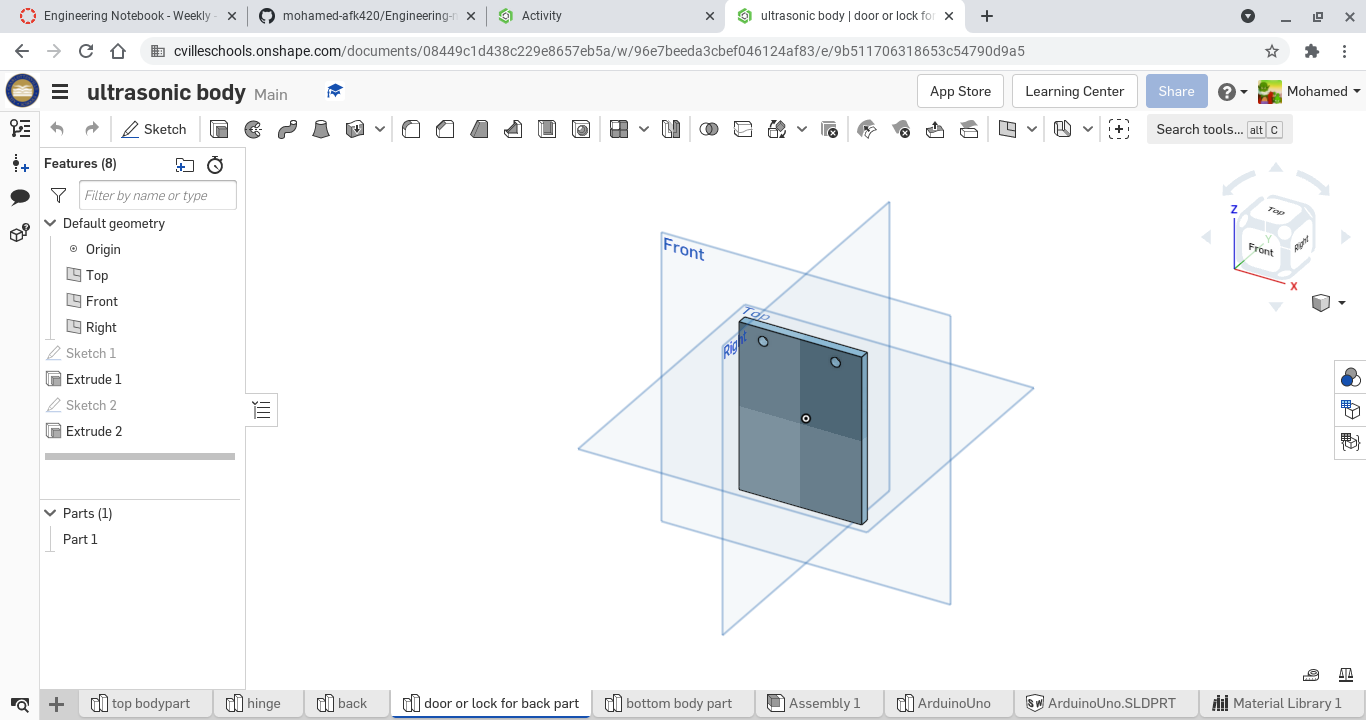 Engineering Notebook - Weekly -
mohamed-afk420/Engineering-n
Activity
ultrasonic body | door or lock for
cvilleschools.onshape.com/documents/08449c1d438c229e8657eb5a/w/96e7beeda3cbef046124af83/e/9b511706318653c54790d9a5
ultrasonic body Main
App Store
Learning Center
Share
Mohamed
Sketch
Search tools... alt C
Features (8)
Filter by name or type
Default geometry
Origin
Top
Front
Right
Sketch 1
Extrude 1
Sketch 2
Extrude 2
Parts (1)
Part 1
Front
Top
Right
Z
Top
Y
Front
Right
X
top bodypart
hinge
back
door or lock for back part
bottom body part
Assembly 1
ArduinoUno
ArduinoUno.SLDPRT
Material Library 1